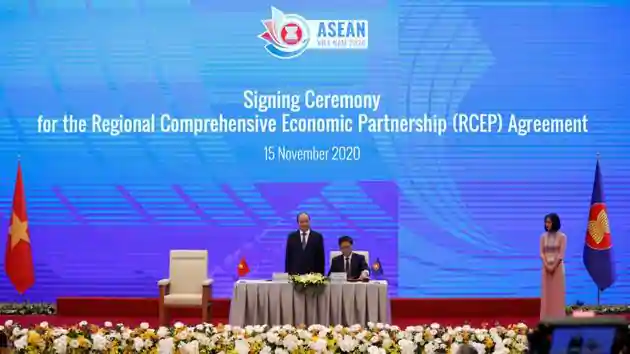 ASEAN
VIET NAM 2020
Signing Ceremony
for the Regional Comprehensive Economic Partnership (RCEP) Agreement
15 November 2020